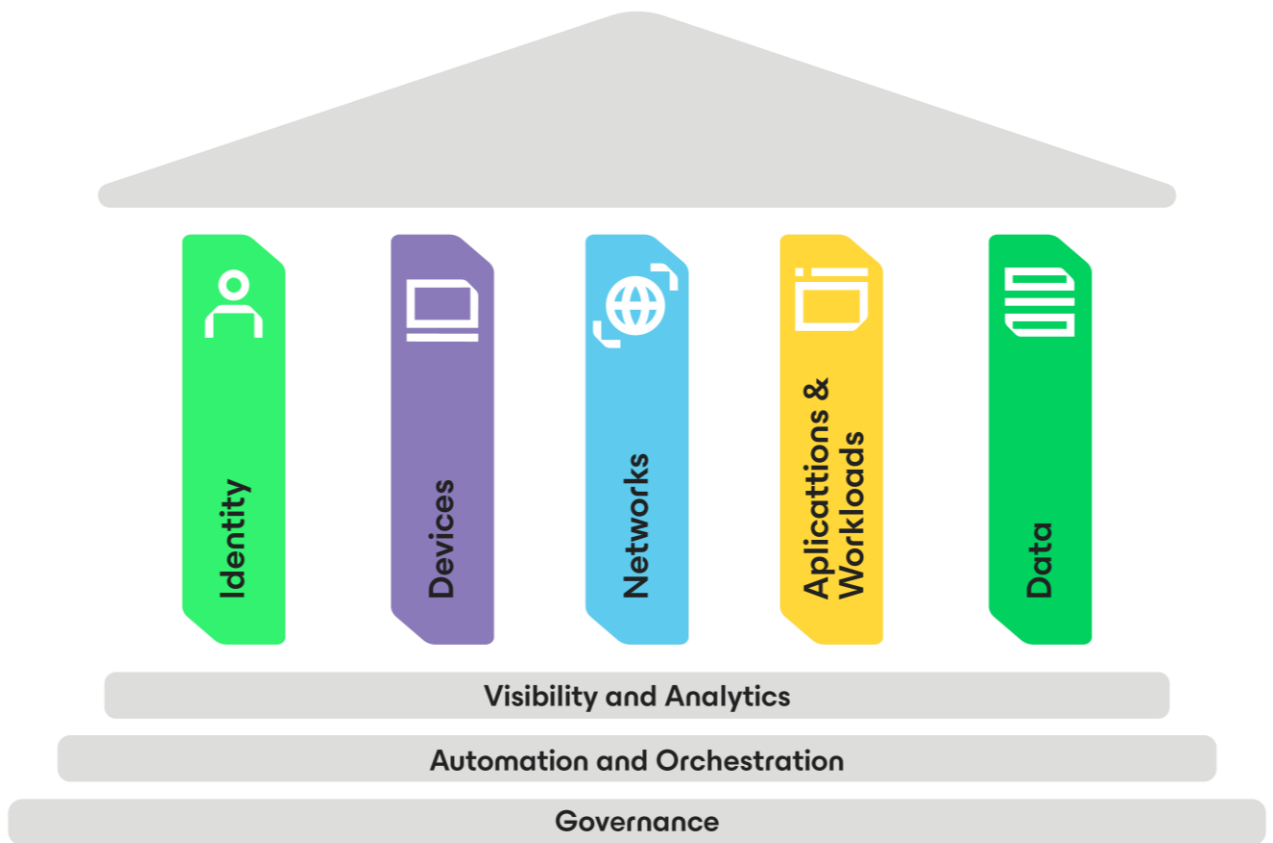 Identity
Devices
Networks
Aplicattions &
Workloads
Data
Visibility and Analytics
Automation and Orchestration
Governance